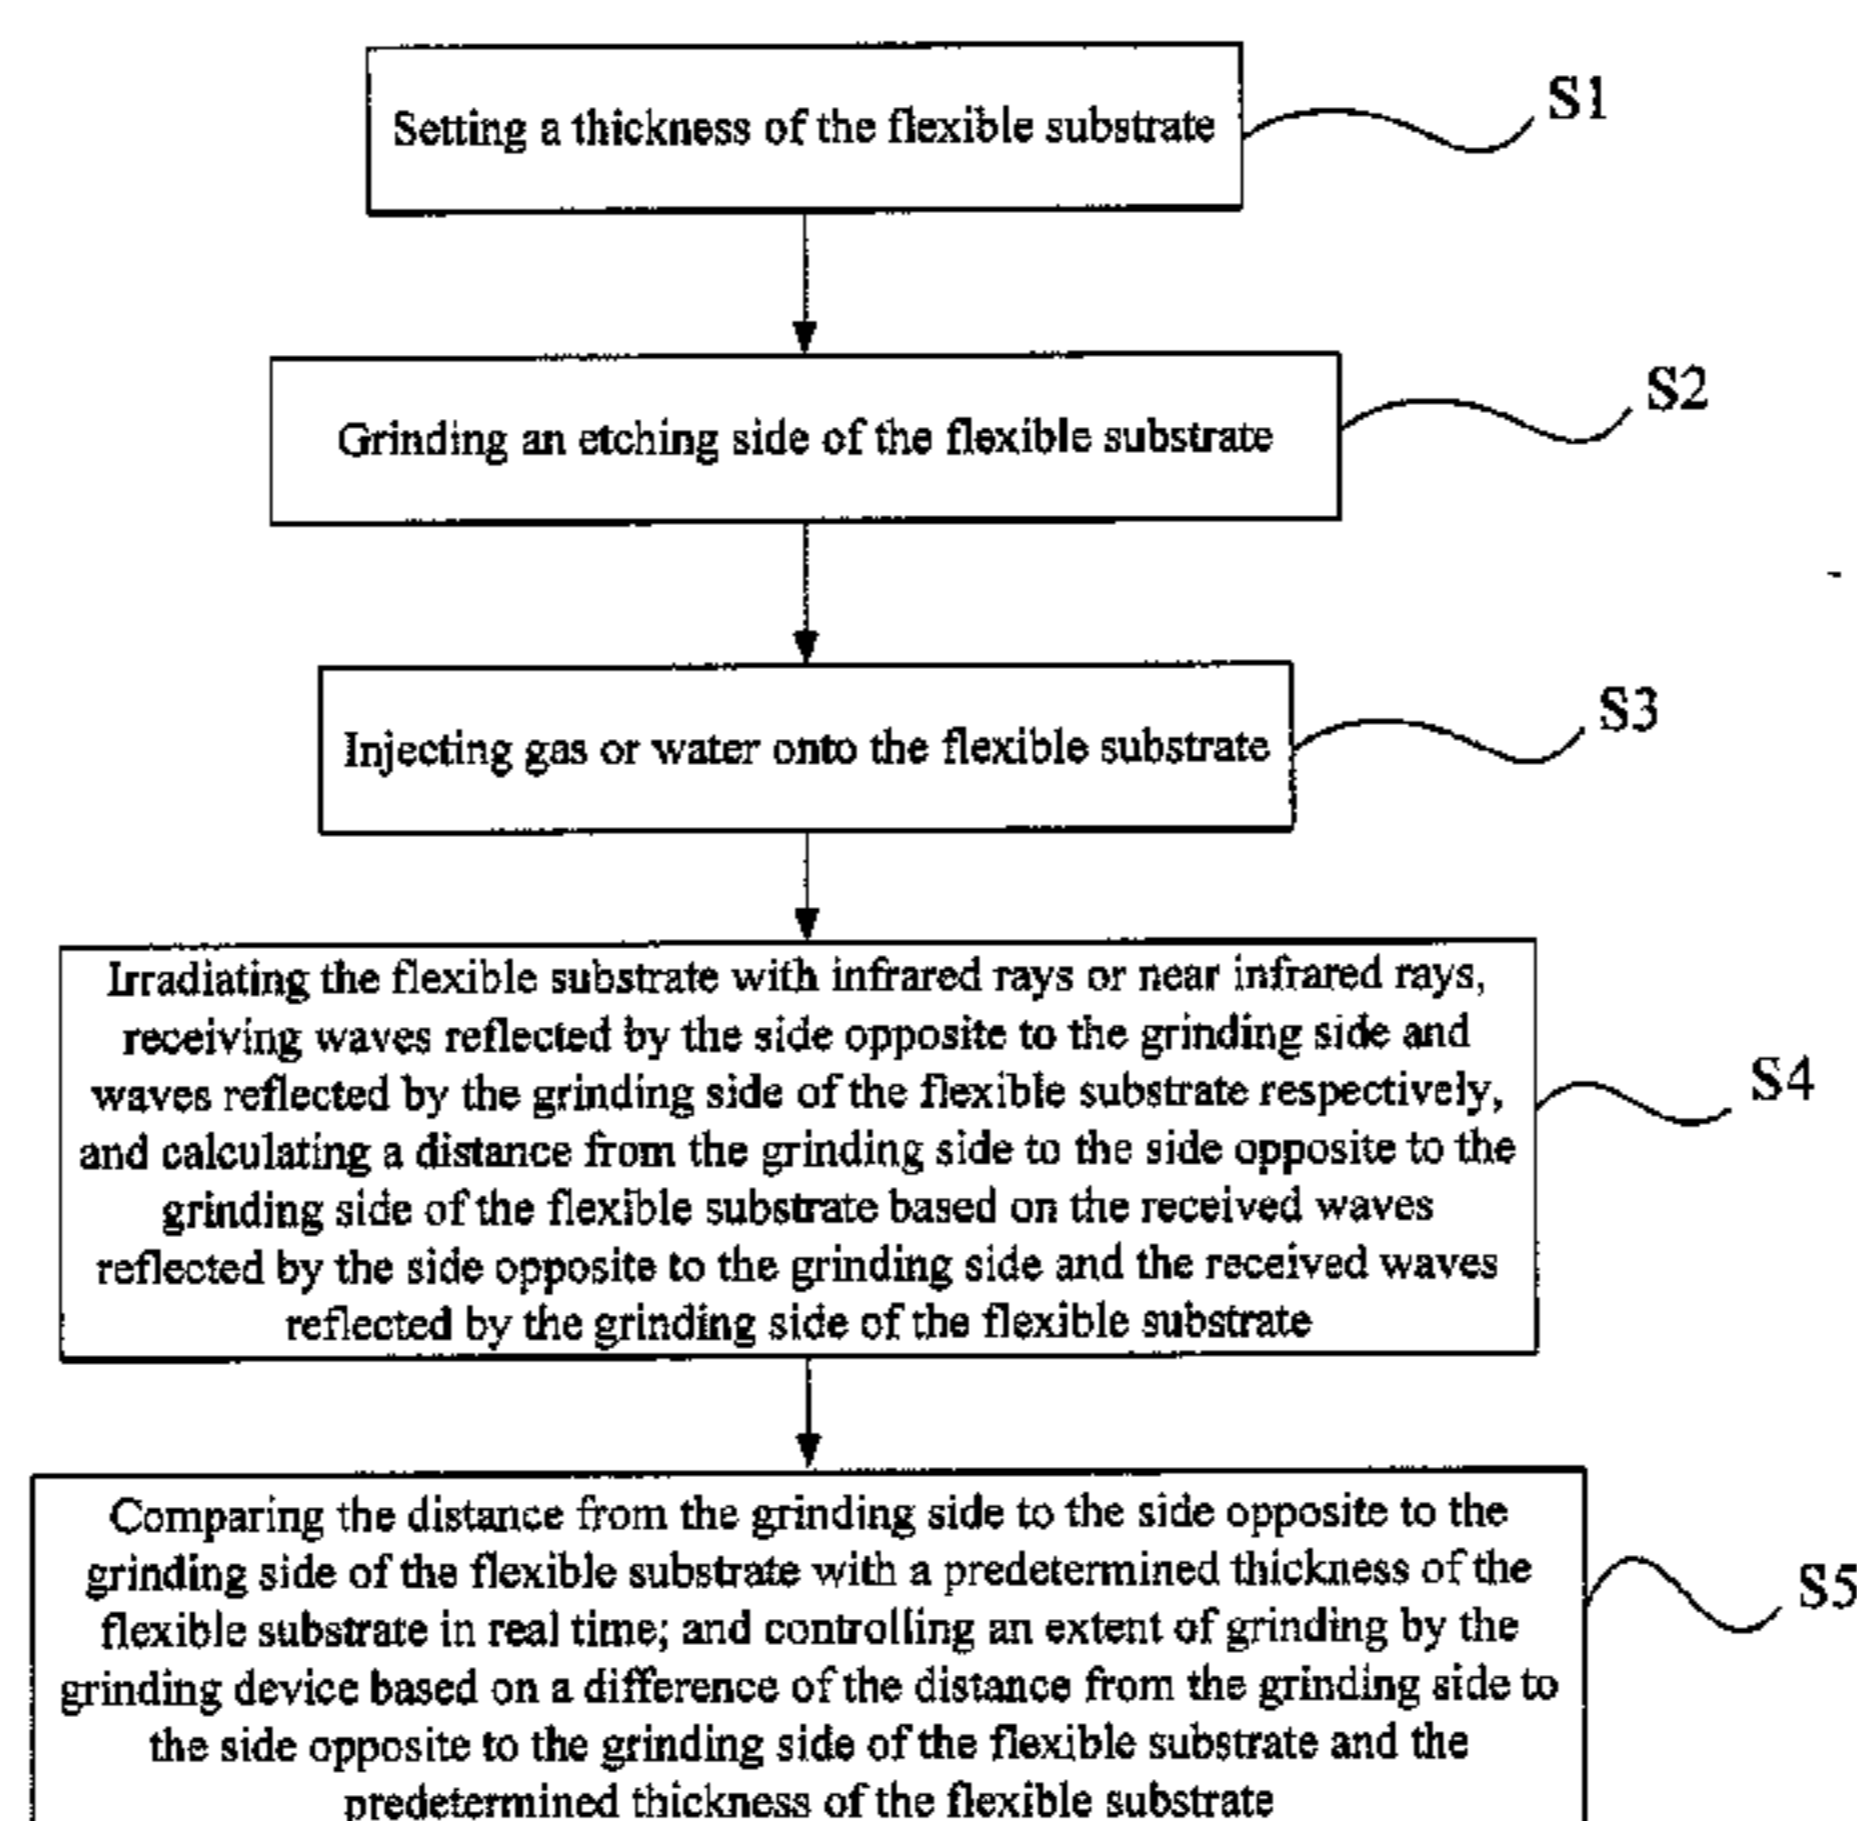 Setting a thickness of the flexible substrate
S1
Grinding an etching side of the flexible substrate
S2
Injecting gas or water onto the flexible substrate
S3
Irradiating the flexible substrate with infrared rays or near infrared rays,
receiving waves reflected by the side opposite to the grinding side and
waves reflected by the grinding side of the flexible substrate respectively,
and calculating a distance from the grinding side to the side opposite to the
grinding side of the flexible substrate based on the received waves
reflected by the side opposite to the grinding side and the received waves
reflected by the grinding side of the flexible substrate
S4
Comparing the distance from the grinding side to the side opposite to the
grinding side of the flexible substrate with a predetermined thickness of the
flexible substrate in real time; and controlling an extent of grinding by the
grinding device based on a difference of the distance from the grinding side to
the side opposite to the grinding side of the flexible substrate and the
predetermined thickness of the flexible substrate
S5